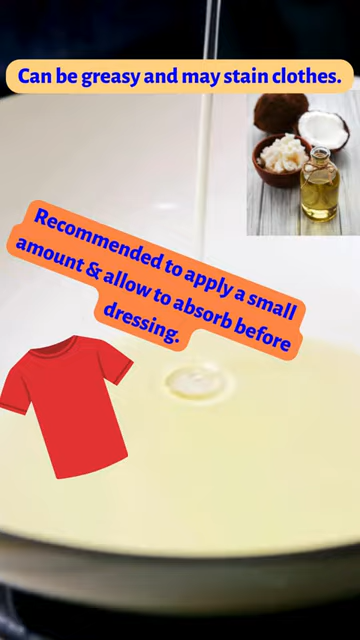 Can be greasy and may stain clothes.
Recommended to apply a small
amount & allow to absorb before
dressing.